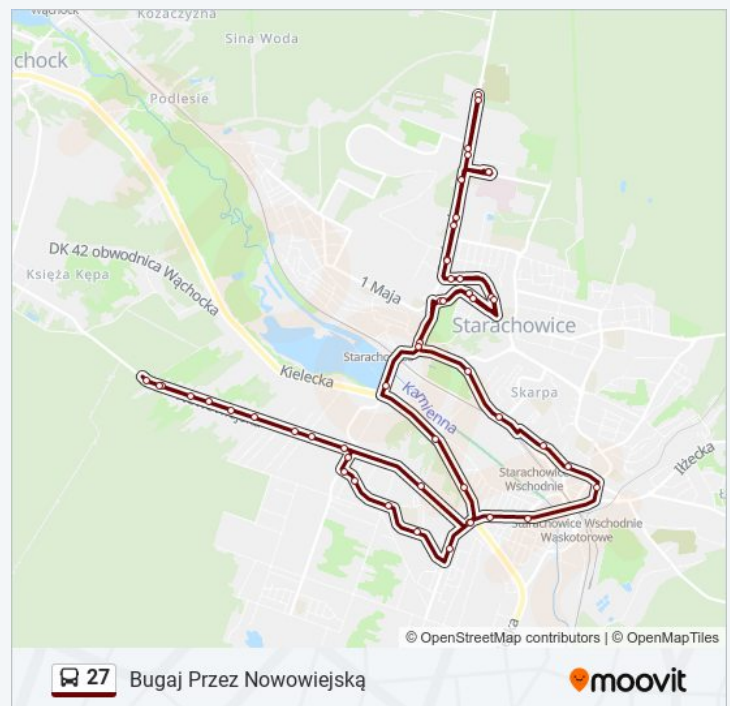 Wąchock
Kozaczyzna
Sina Woda
chock
Podlesie
DK 42 obwodnica Wąchocka
Księża Kępa
1 Maja
Starachowice
Kielecka
Kamienna
Skarpa
Iłżecka
Starachowice
Wschodnie
Starachowice Wschodnie
Wąskotorowe
© OpenStreetMap contributors | © OpenMapTiles
27 Bugaj Przez Nowowiejską
moovit